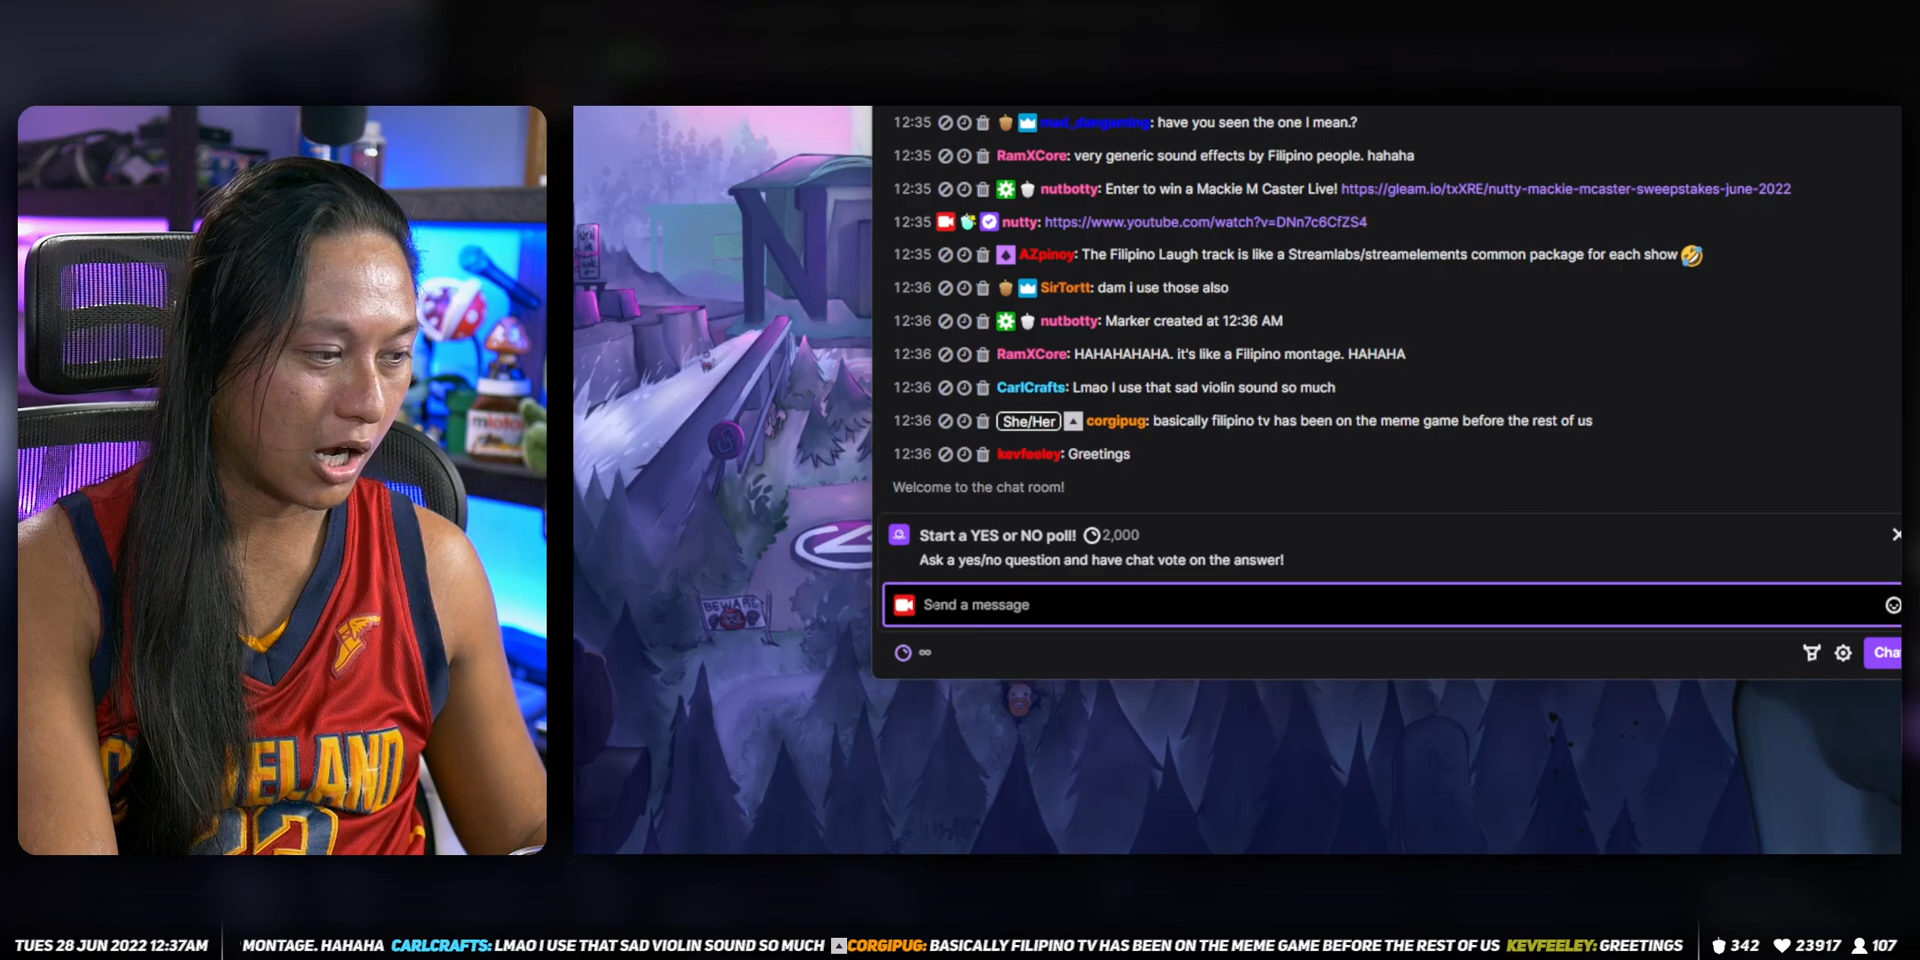 12:35 mad_dangaming: have you seen the one I mean.?
12:35 RamXCore: very generic sound effects by Filipino people. hahaha
12:35 nutbotty: Enter to win a Mackie M Caster Live! https://gleam.io/txXRE/nutty-mackie-mcaster-sweepstakes-june-2022
12:35 nutty: https://www.youtube.com/watch?v=DNn7c6CfZS4
12:35 AZpinoy: The Filipino Laugh track is like a Streamlabs/streamelements common package for each show 🤣
12:36 SirTortt: dam i use those also
12:36 nutbotty: Marker created at 12:36 AM
12:36 RamXCore: HAHAHAHAHA. it's like a Filipino montage. HAHAHA
12:36 CarlCrafts: Lmao I use that sad violin sound so much
12:36 She/Her corgipug: basically filipino tv has been on the meme game before the rest of us
12:36 kevfeeley: Greetings
Welcome to the chat room!
Start a YES or NO poll! 2,000
Ask a yes/no question and have chat vote on the answer!
Send a message
∞
Cha
BEWARE
CLEVELAND
23
TUES 28 JUN 2022 12:37AM
MONTAGE. HAHAHA CARLCRAFTS: LMAO I USE THAT SAD VIOLIN SOUND SO MUCH CORGIPUG: BASICALLY FILIPINO TV HAS BEEN ON THE MEME GAME BEFORE THE REST OF US KEVFEELEY: GREETINGS
342 23917 107